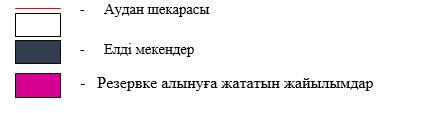 - Аудан шекарасы
- Елді мекендер
- Резервке алынуға жататын жайылымдар